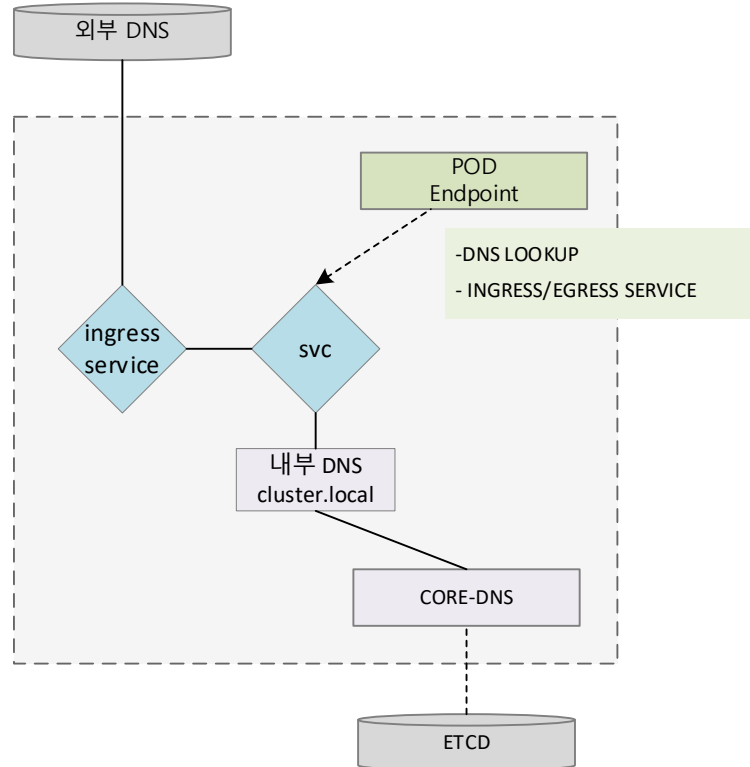 외부 DNS
POD
Endpoint
-DNS LOOKUP
- INGRESS/EGRESS SERVICE
ingress
service
svc
내부 DNS
cluster.local
CORE-DNS
ETCD